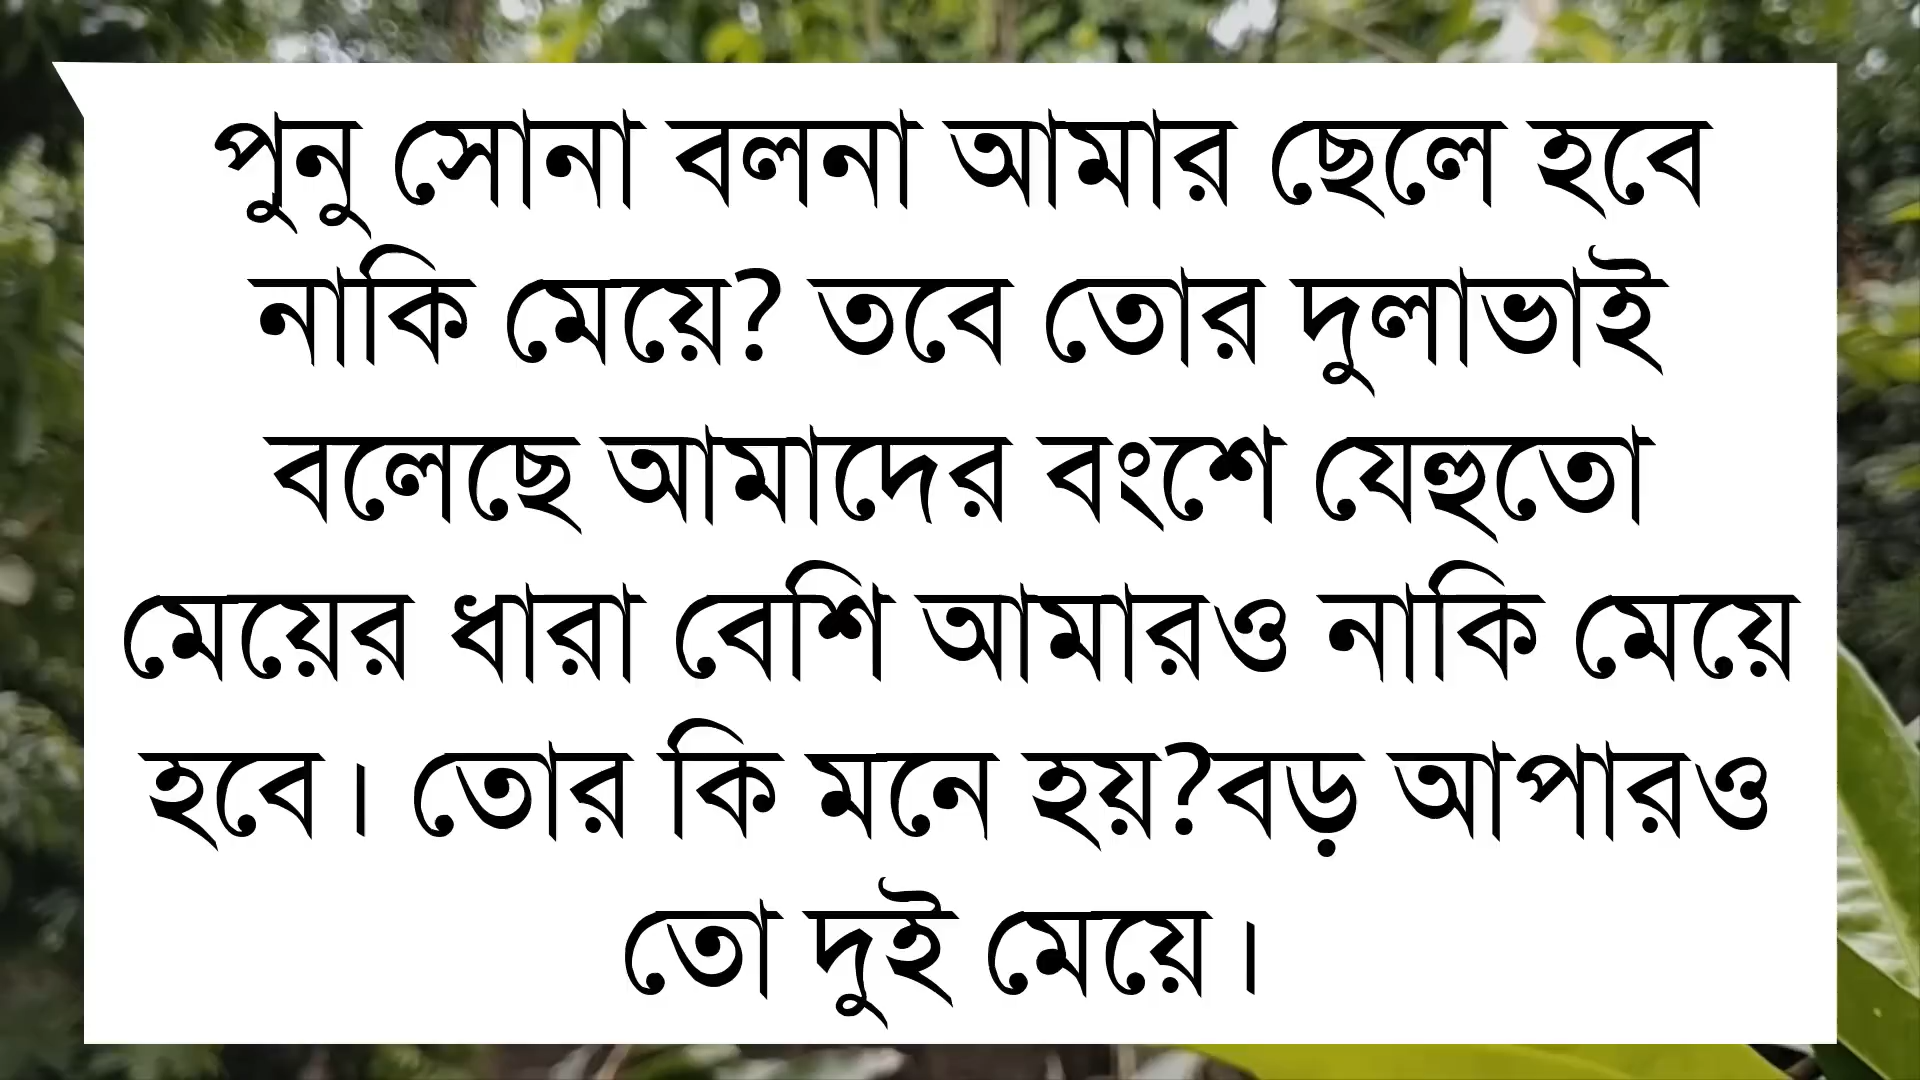 পুনু সোনা বলনা আমার ছেলে হবে
নাকি মেয়ে? তবে তোর দুলাভাই
বলেছে আমাদের বংশে যেহুতো
মেয়ের ধারা বেশি আমারও নাকি মেয়ে
হবে। তোর কি মনে হয়?বড় আপারও
তো দুই মেয়ে।